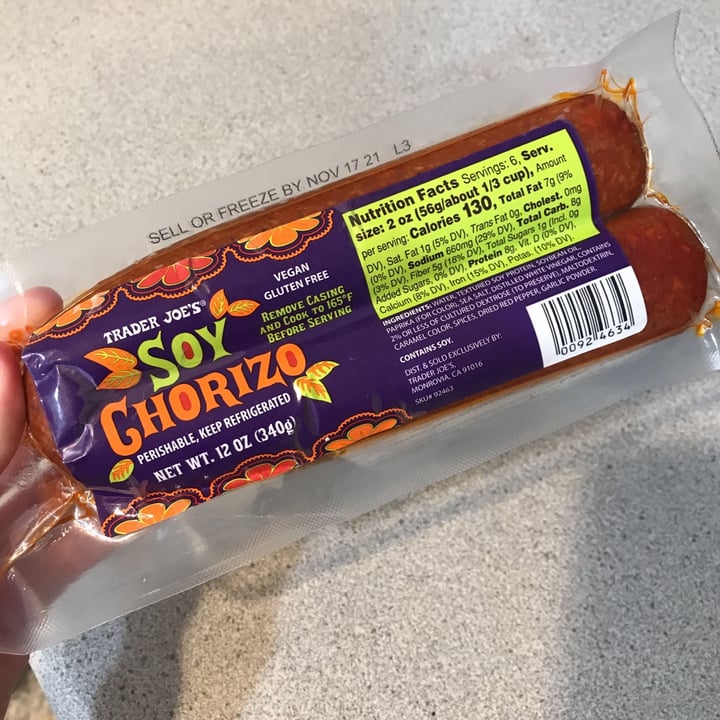 SELL OR FREEZE BY NOV 17 21 L3
TRADER JOE'S®
SOY
CHORIZO
PERISHABLE, KEEP REFRIGERATED
NET WT. 12 OZ (340g)
VEGAN
GLUTEN FREE
REMOVE CASING
AND COOK TO 165°F
BEFORE SERVING
Nutrition Facts Servings: 6, Serv.
size: 2 oz (56g/about 1/3 cup), Amount
per serving: Calories 130, Total Fat 7g (9%
DV), Sat. Fat 1g (5% DV), Trans Fat 0g, Cholest. 0mg
(0% DV), Sodium 660mg (29% DV), Total Carb. 8g
(3% DV), Fiber 5g (18% DV), Total Sugars 1g (Incl. 0g
Added Sugars, 0% DV) Protein 8g, Vit. D (0% DV),
Calcium (8% DV), Iron (15% DV), Potas. (10% DV).
INGREDIENTS: WATER, TEXTURED SOY PROTEIN, SOYBEAN OIL,
PAPRIKA (FOR COLOR), SEA SALT, DISTILLED WHITE VINEGAR, CONTAINS
2% OR LESS OF CULTURED DEXTROSE (TO PRESERVE), MALTODEXTRIN,
CARAMEL COLOR, SPICES, DRIED RED PEPPER, GARLIC POWDER.
CONTAINS SOY.
DIST. & SOLD EXCLUSIVELY BY:
TRADER JOE'S,
MONROVIA, CA 91016
SKU# 92463
0092 4634